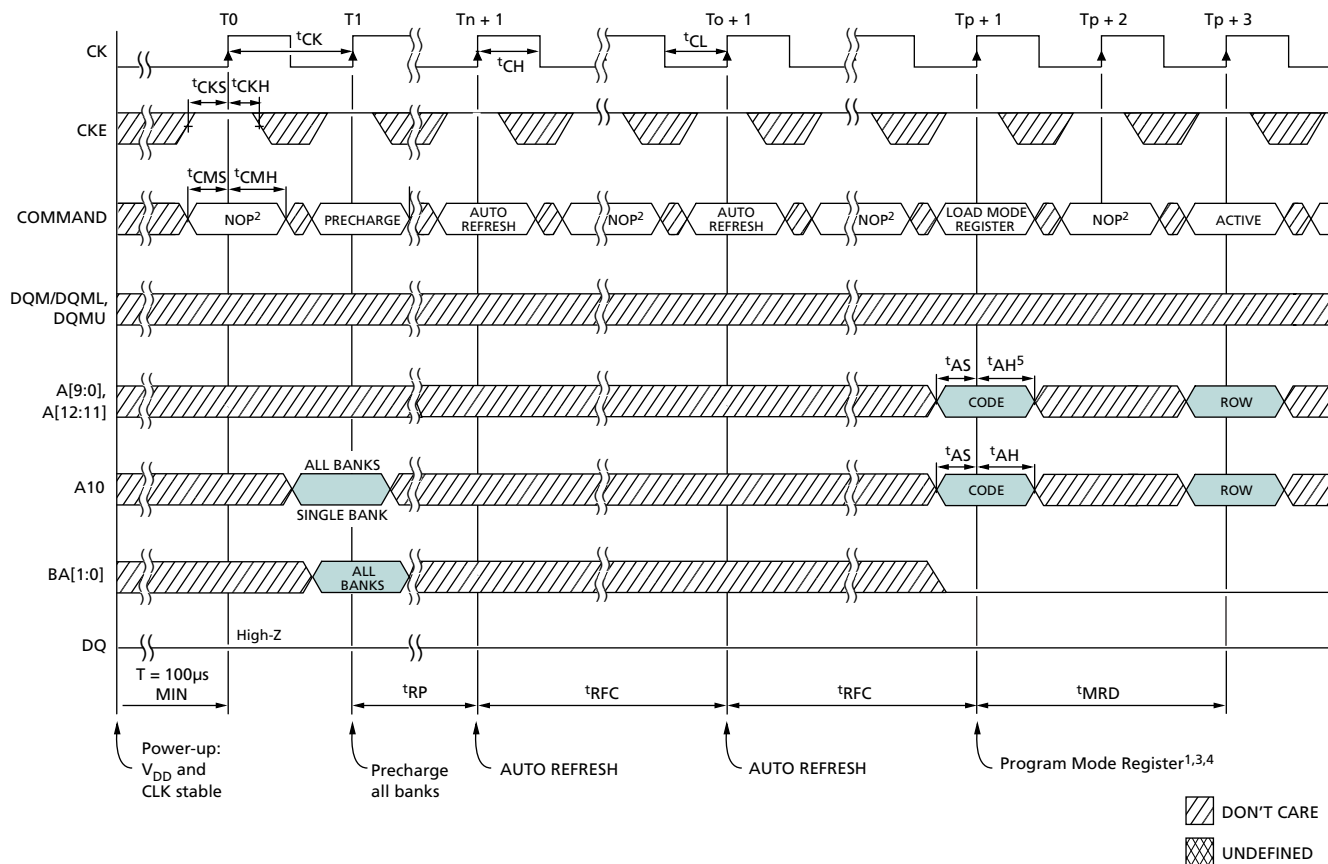 T0 T1 Tn + 1 To + 1 Tp + 1 Tp + 2 Tp + 3
CK
tCK
tCH
tCL
tCKS tCKH
CKE
tCMS tCMH
COMMAND
NOP2
PRECHARGE
AUTO REFRESH
NOP2
AUTO REFRESH
NOP2
LOAD MODE REGISTER
NOP2
ACTIVE
DQM/DQML,
DQMU
A[9:0],
A[12:11]
tAS tAH5
CODE
ROW
A10
ALL BANKS
SINGLE BANK
tAS tAH
CODE
ROW
BA[1:0]
ALL
BANKS
DQ
High-Z
T = 100µs
MIN
tRP
tRFC
tRFC
tMRD
Power-up:
VDD and
CLK stable
Precharge
all banks
AUTO REFRESH
AUTO REFRESH
Program Mode Register1,3,4
DON'T CARE
UNDEFINED